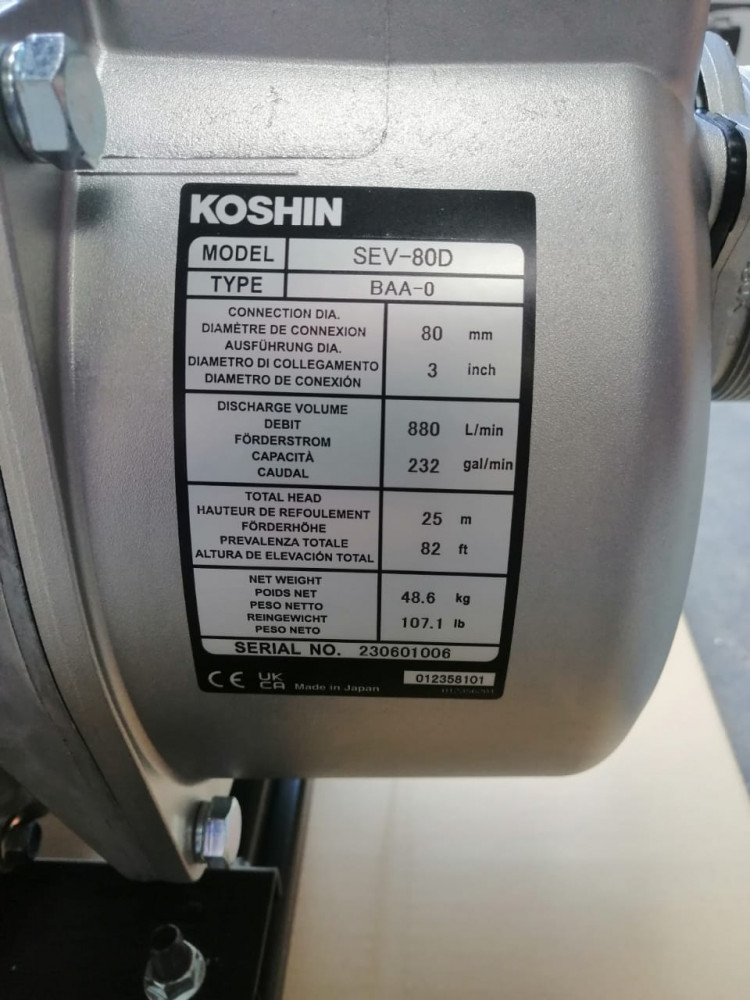 KOSHIN
MODEL SEV-80D
TYPE BAA-0
CONNECTION DIA.
DIAMÈTRE DE CONNEXION
AUSFÜHRUNG DIA.
DIAMETRO DI COLLEGAMENTO
DIAMETRO DE CONEXIÓN
80 mm
3 inch
DISCHARGE VOLUME
DEBIT
FÖRDERSTROM
CAPACITÀ
CAUDAL
880 L/min
232 gal/min
TOTAL HEAD
HAUTEUR DE REFOULEMENT
FÖRDERHÖHE
PREVALENZA TOTALE
ALTURA DE ELEVACIÓN TOTAL
25 m
82 ft
NET WEIGHT
POIDS NET
PESO NETTO
REINGEWICHT
PESO NETO
48.6 kg
107.1 lb
SERIAL NO. 230601006
CE UK CA Made in Japan 012358101